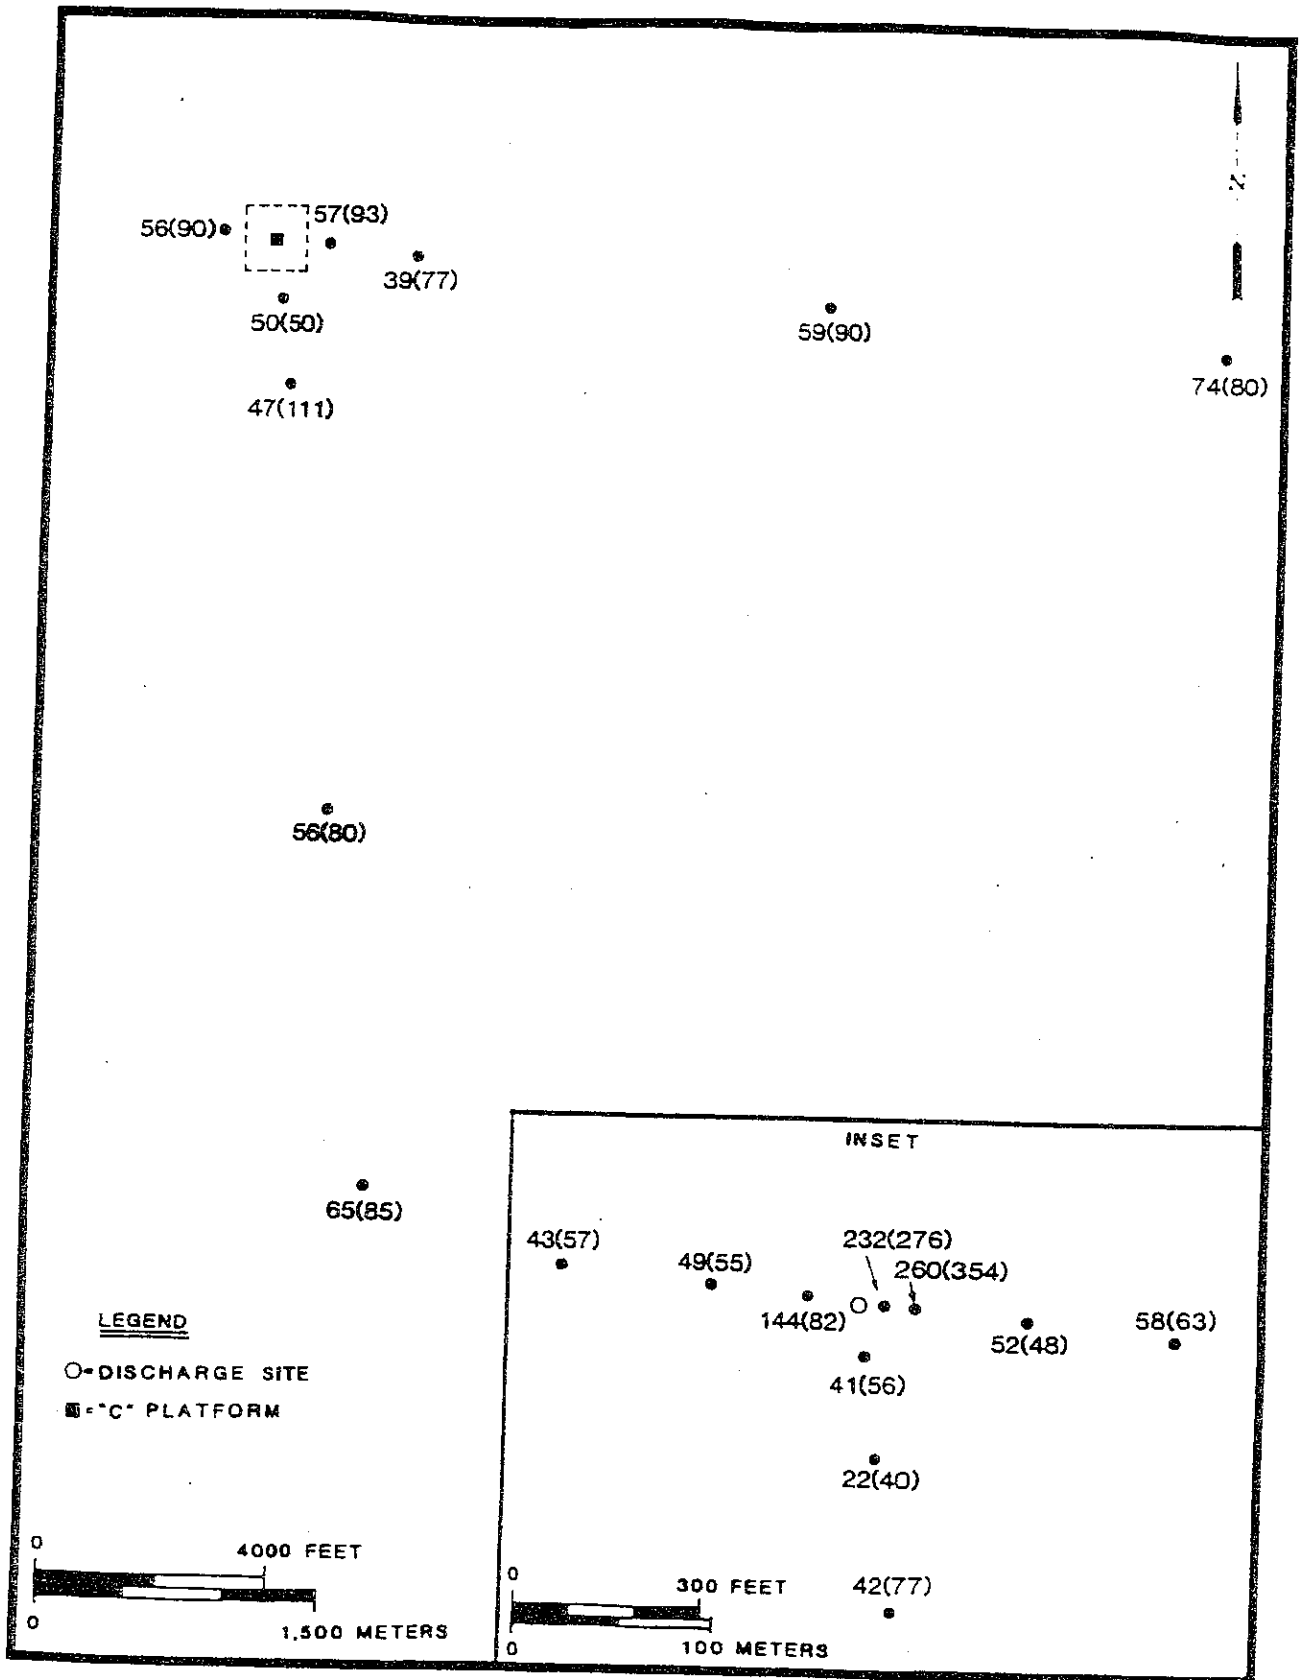 57(93)
56(90)
39(77)
50(50)
59(90)
74(80)
47(111)
56(80)
65(85)
INSET
43(57)
49(55)
232(276)
260(354)
144(82)
52(48)
58(63)
41(56)
22(40)
42(77)
LEGEND
O=DISCHARGE SITE
■="C" PLATFORM
0 4000 FEET
0 1,500 METERS
0 300 FEET
0 100 METERS
N